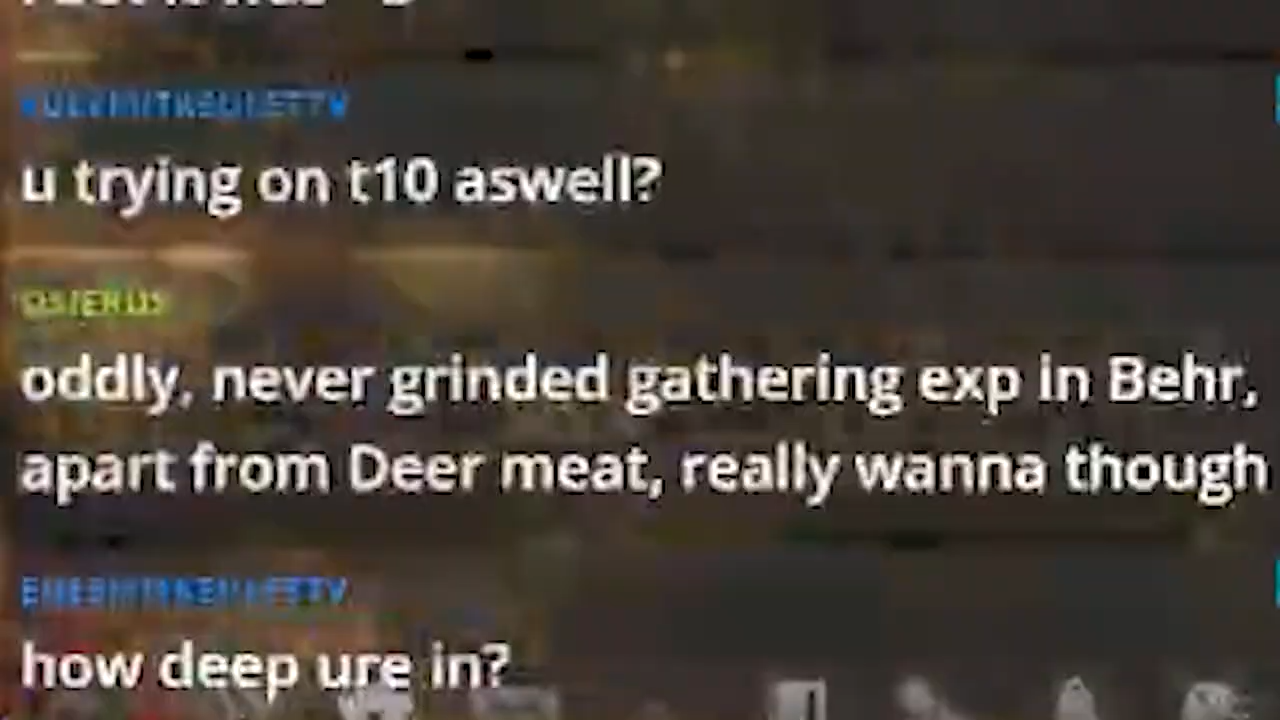 u trying on t10 aswell?
OSIERUS
oddly, never grinded gathering exp in Behr,
apart from Deer meat, really wanna though
how deep ure in?